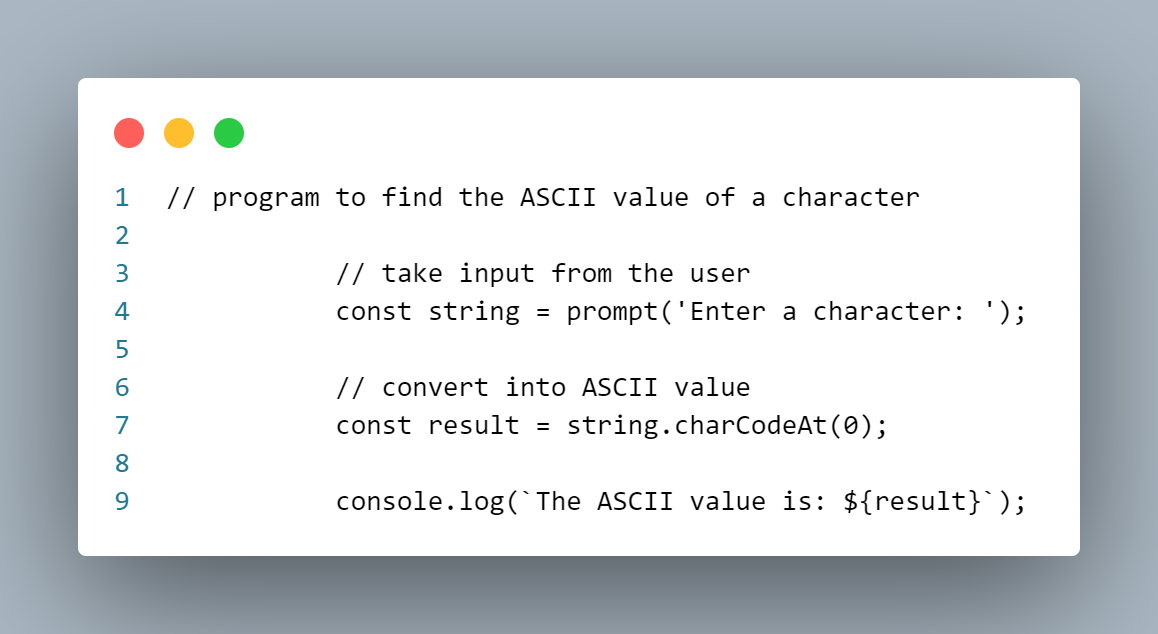 1 // program to find the ASCII value of a character
2
3 // take input from the user
4 const string = prompt('Enter a character: ');
5
6 // convert into ASCII value
7 const result = string.charCodeAt(0);
8
9 console.log(`The ASCII value is: ${result}`);